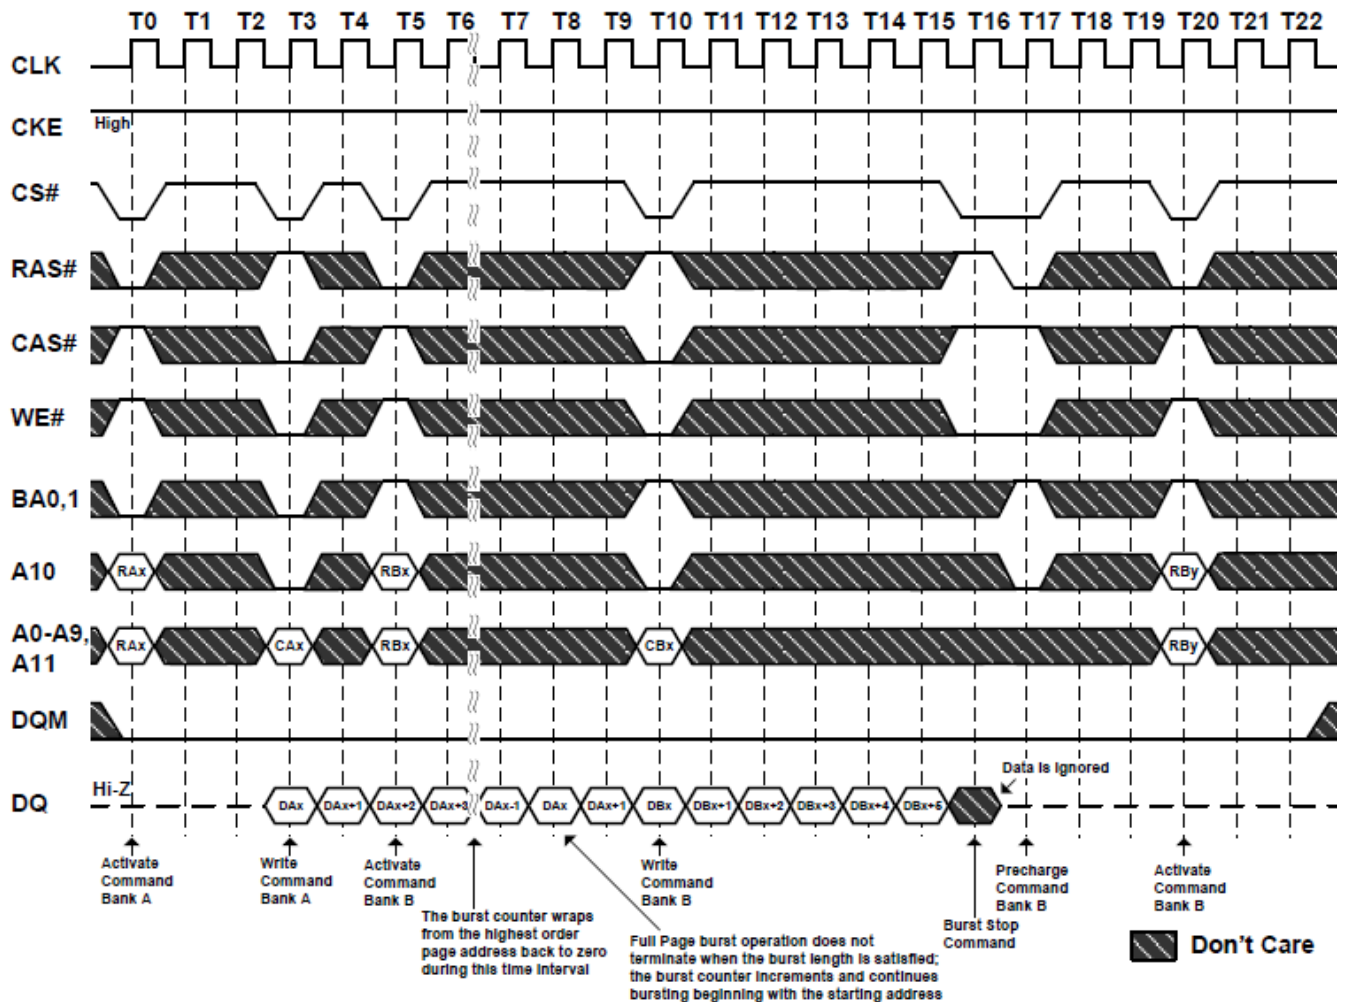 T0 T1 T2 T3 T4 T5 T6 T7 T8 T9 T10 T11 T12 T13 T14 T15 T16 T17 T18 T19 T20 T21 T22
CLK
CKE High
CS#
RAS#
CAS#
WE#
BA0,1
A10 RAx RBx RBy
A0-A9,
A11 RAx CAx RBx CBx RBy
DQM
Data is Ignored
Hi-Z
DQ DAx DAx+1 DAx+2 DAx+3 DAx-1 DAx DAx+1 DBx DBx+1 DBx+2 DBx+3 DBx+4 DBx+5
Activate
Command
Bank A
Write
Command
Bank A
Activate
Command
Bank B
The burst counter wraps
from the highest order
page address back to zero
during this time interval
Write
Command
Bank B
Full Page burst operation does not
terminate when the burst length is satisfied;
the burst counter increments and continues
bursting beginning with the starting address
Burst Stop
Command
Precharge
Command
Bank B
Activate
Command
Bank B
Don't Care